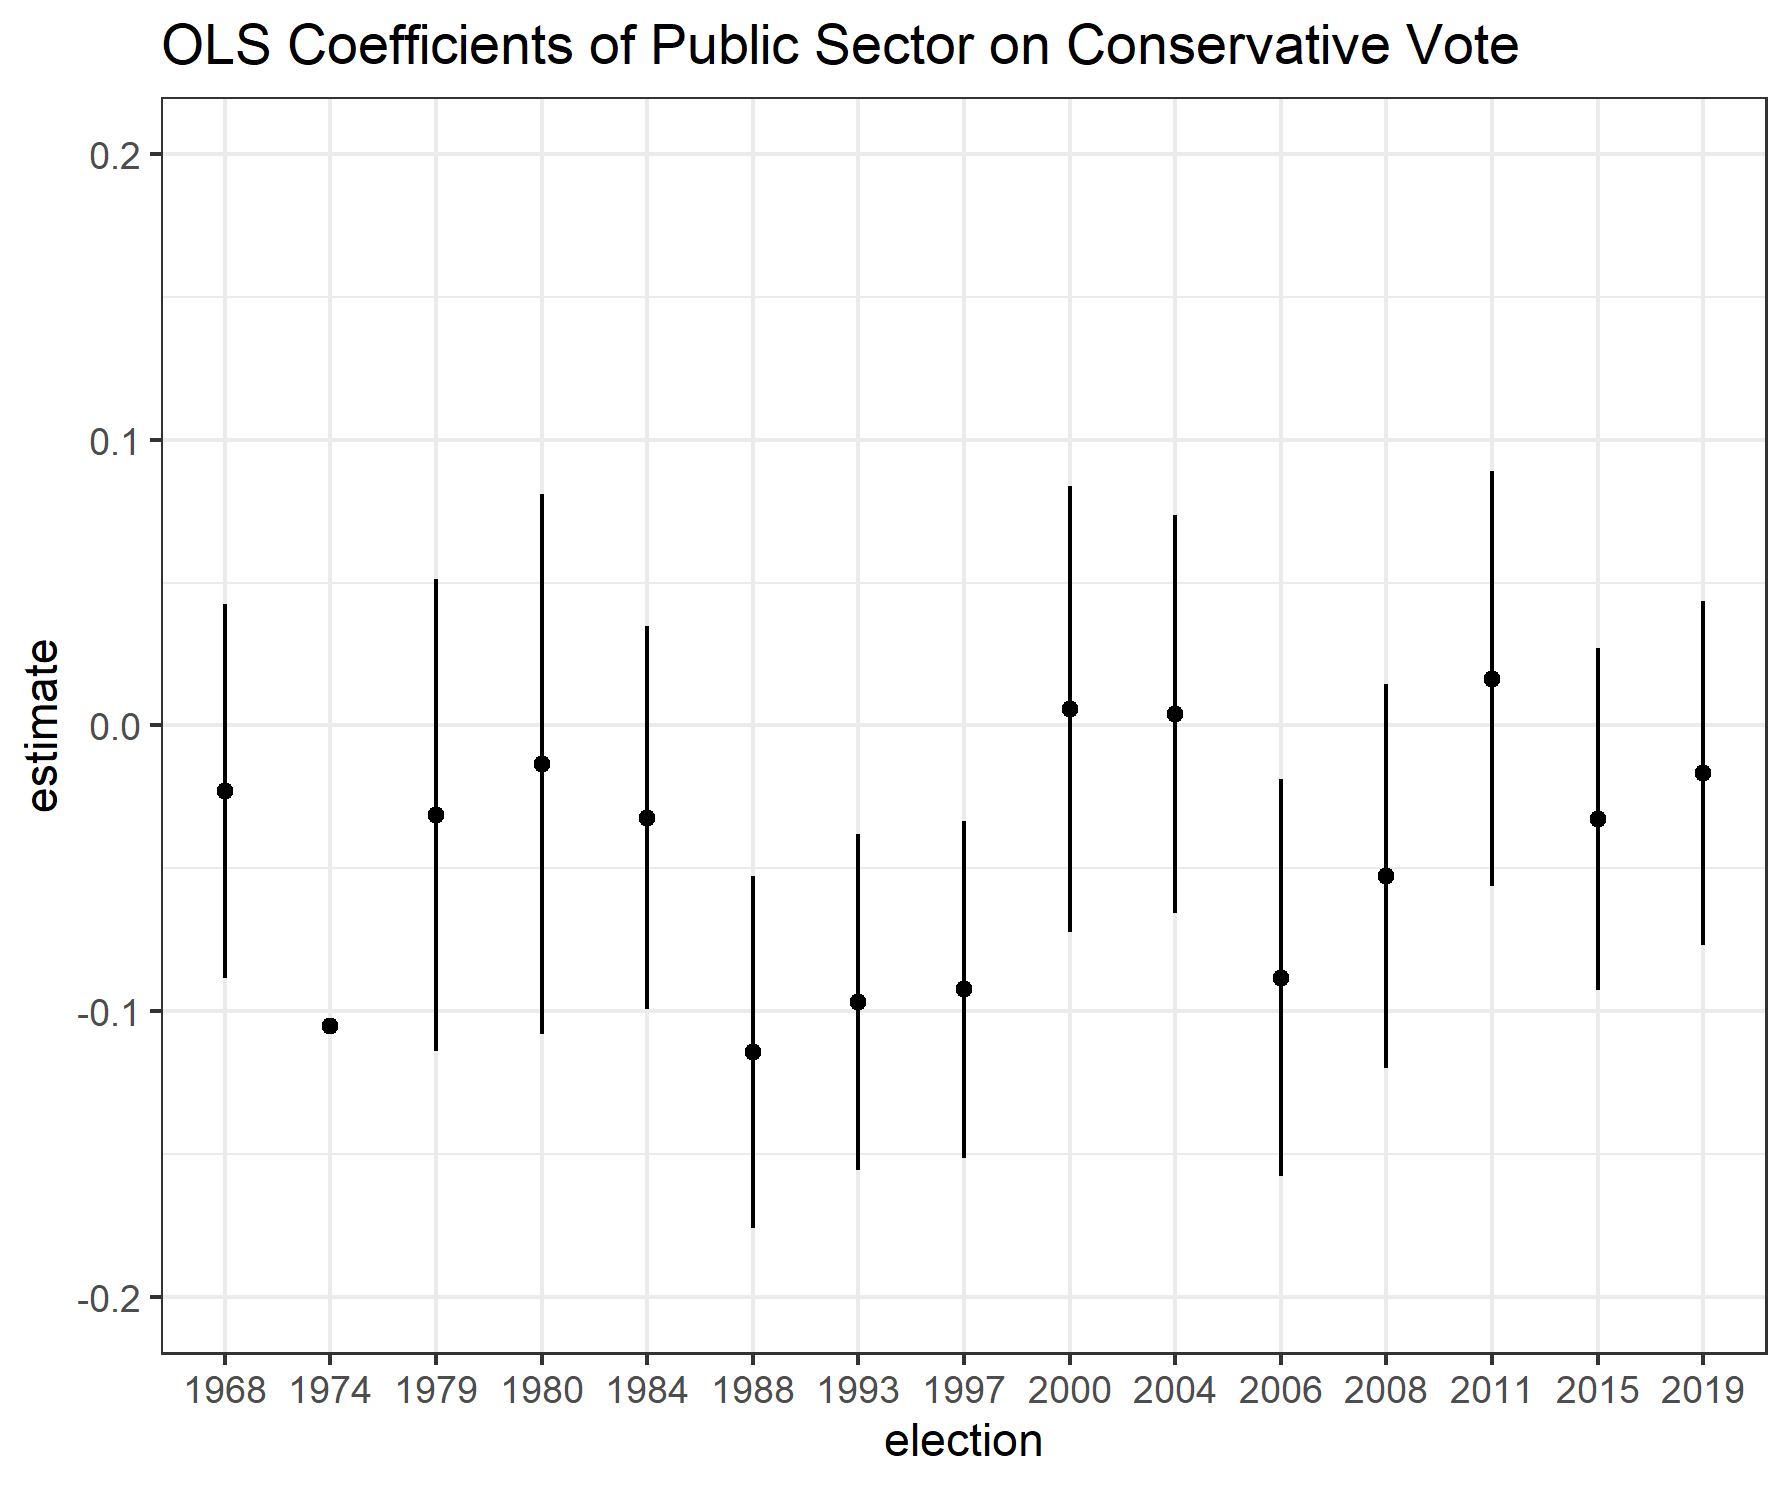 OLS Coefficients of Public Sector on Conservative Vote
0.2
0.1
0.0
-0.1
-0.2
estimate
1968 1974 1979 1980 1984 1988 1993 1997 2000 2004 2006 2008 2011 2015 2019
election